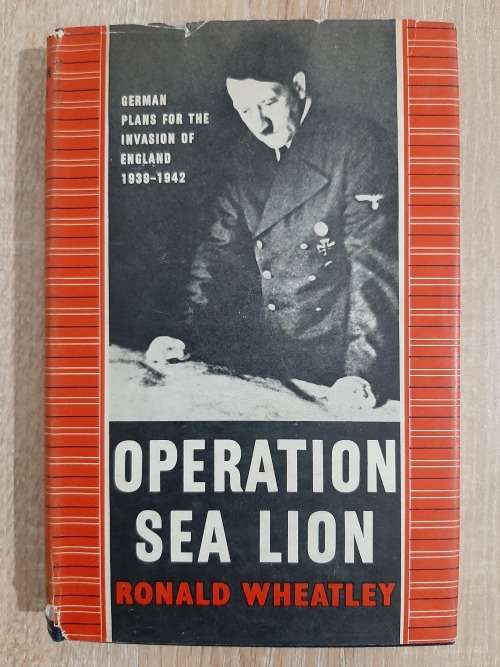 GERMAN
PLANS FOR THE
INVASION OF
ENGLAND
1939-1942
OPERATION
SEA LION
RONALD WHEATLEY